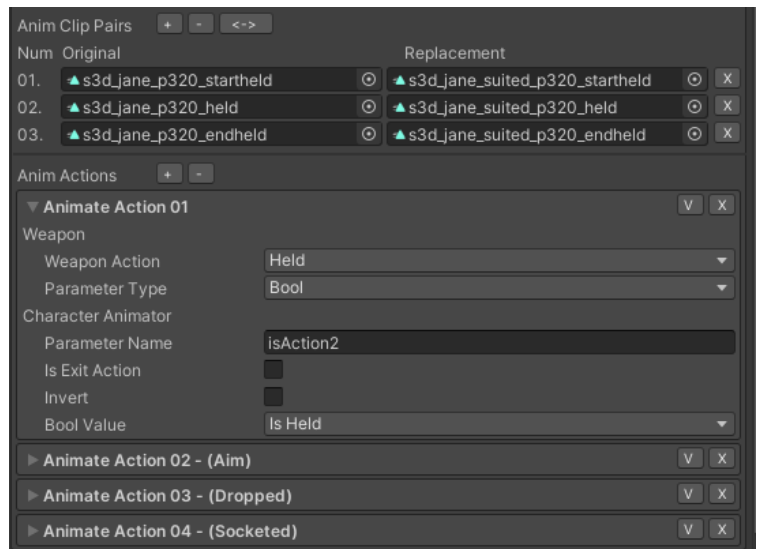 Anim Clip Pairs + - <->
Num Original Replacement
01. s3d_jane_p320_startheld s3d_jane_suited_p320_startheld X
02. s3d_jane_p320_held s3d_jane_suited_p320_held X
03. s3d_jane_p320_endheld s3d_jane_suited_p320_endheld X
Anim Actions + -
Animate Action 01 V X
Weapon
Weapon Action Held
Parameter Type Bool
Character Animator
Parameter Name isAction2
Is Exit Action
Invert
Bool Value Is Held
Animate Action 02 - (Aim) V X
Animate Action 03 - (Dropped) V X
Animate Action 04 - (Socketed) V X